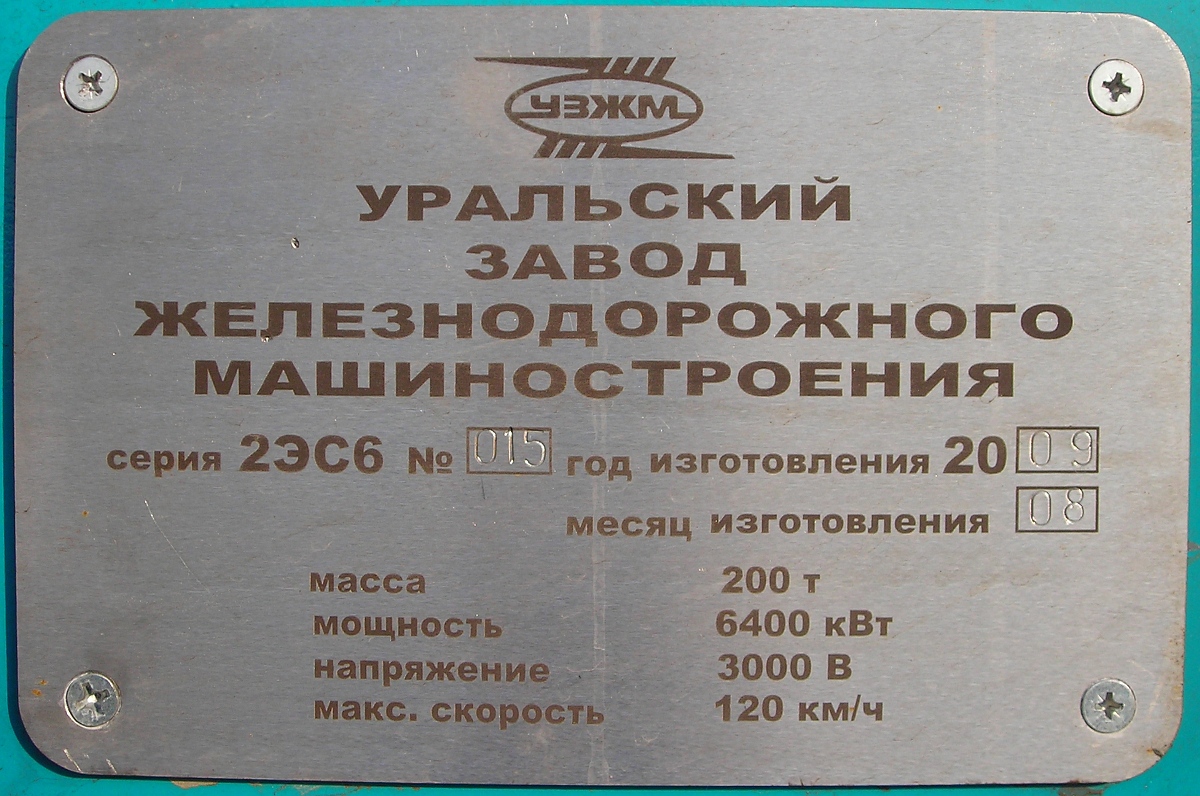 УЗЖМ
УРАЛЬСКИЙ
ЗАВОД
ЖЕЛЕЗНОДОРОЖНОГО
МАШИНОСТРОЕНИЯ
серия 2ЭС6 № 015 год изготовления 2009
месяц изготовления 08
масса 200 т
мощность 6400 кВт
напряжение 3000 В
макс. скорость 120 км/ч